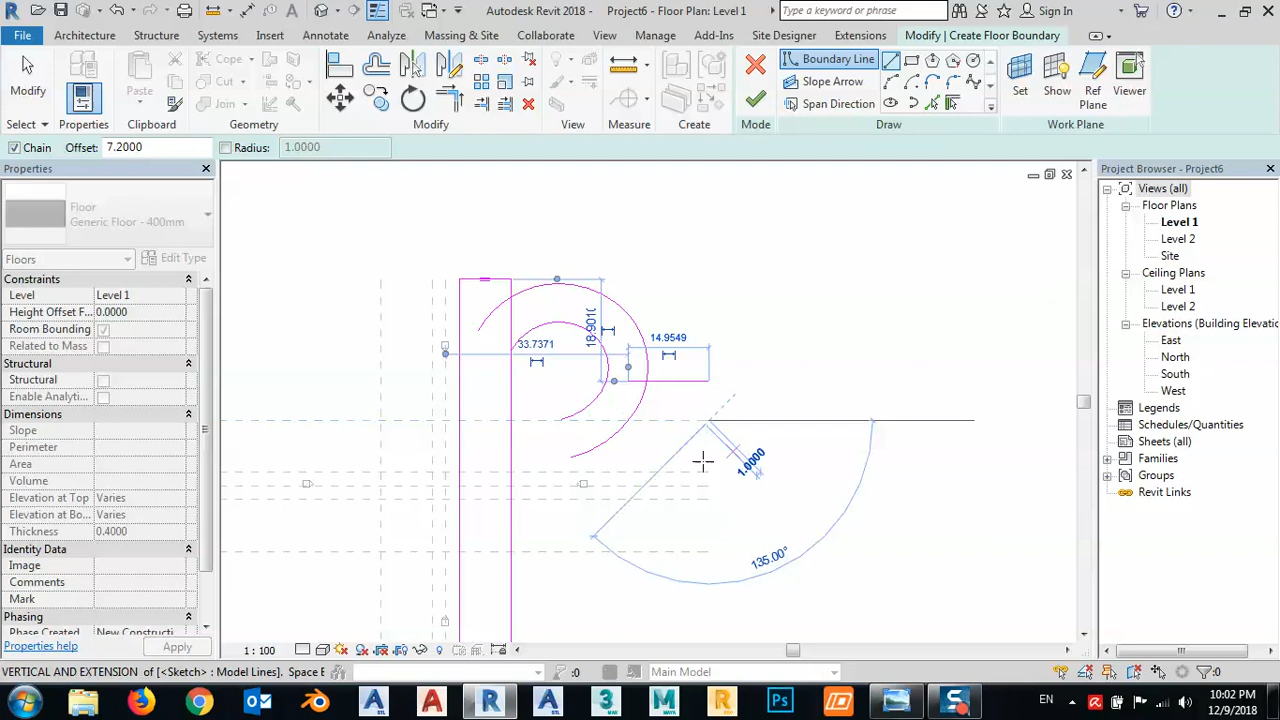 Autodesk Revit 2018 - Project6 - Floor Plan: Level 1
Type a keyword or phrase
Sign In
File
Architecture
Structure
Systems
Insert
Annotate
Analyze
Massing & Site
Collaborate
View
Manage
Add-Ins
Site Designer
Extensions
Modify | Create Floor Boundary
Modify
Paste
Cope
Cut
Join
Boundary Line
Slope Arrow
Span Direction
Set
Show
Ref
Plane
Viewer
Select
Properties
Clipboard
Geometry
Modify
View
Measure
Create
Mode
Draw
Work Plane
Chain
Offset:
7.2000
Radius:
1.0000
Properties
Floor
Generic Floor - 400mm
Floors
Edit Type
Constraints
Level
Level 1
Height Offset F...
0.0000
Room Bounding
Related to Mass
Structural
Structural
Enable Analyti...
Dimensions
Slope
Perimeter
Area
Volume
Elevation at Top
Varies
Elevation at Bo...
Varies
Thickness
0.4000
Identity Data
Image
Comments
Mark
Phasing
Phase Created
New Constructi
Properties help
Apply
18.9010
33.7371
14.9549
1.0000
135.00°
Project Browser - Project6
Views (all)
Floor Plans
Level 1
Level 2
Site
Ceiling Plans
Level 1
Level 2
Elevations (Building Elevati
East
North
South
West
Legends
Schedules/Quantities
Sheets (all)
Families
Groups
Revit Links
1 : 100
VERTICAL AND EXTENSION of [<Sketch> : Model Lines]. Space E
:0
Main Model
:0
EN
10:02 PM
12/9/2018